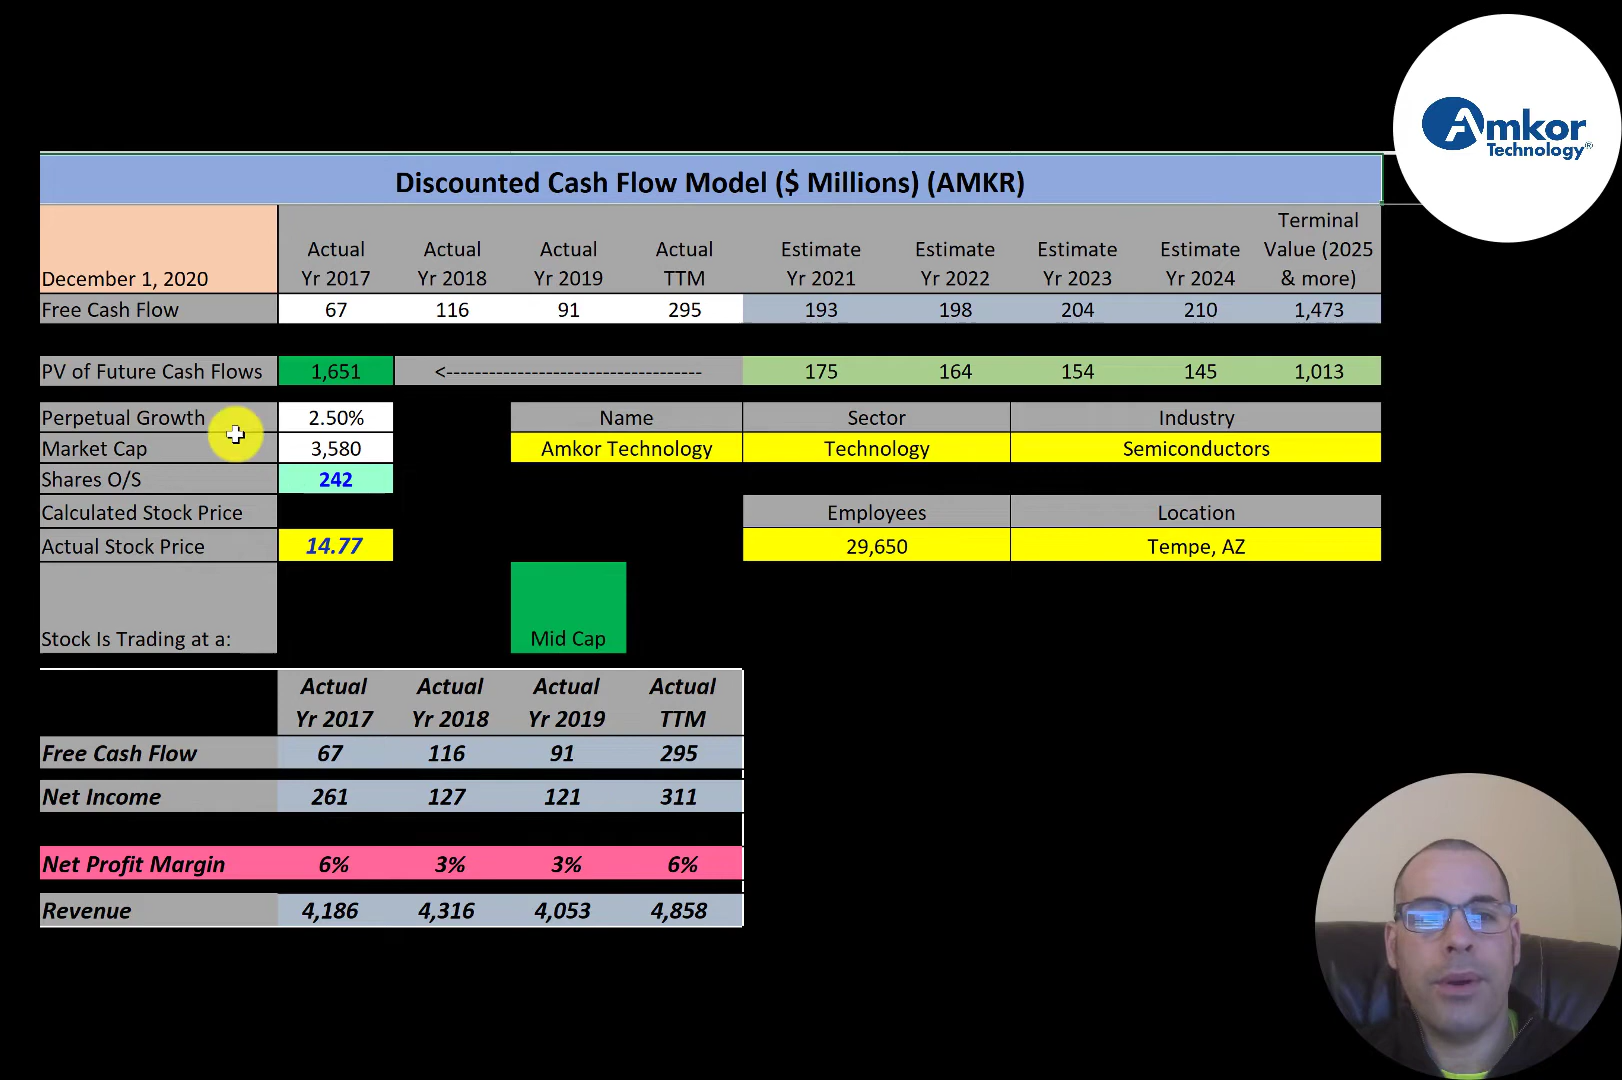 Amkor
Technology®
Discounted Cash Flow Model ($ Millions) (AMKR)
December 1, 2020 Actual Yr 2017 Actual Yr 2018 Actual Yr 2019 Actual TTM Estimate Yr 2021 Estimate Yr 2022 Estimate Yr 2023 Estimate Yr 2024 Terminal Value (2025 & more)
Free Cash Flow 67 116 91 295 193 198 204 210 1,473
PV of Future Cash Flows 1,651 <------------------------------------ 175 164 154 145 1,013
Perpetual Growth 2.50% Name Sector Industry
Market Cap 3,580 Amkor Technology Technology Semiconductors
Shares O/S 242
Calculated Stock Price Employees Location
Actual Stock Price 14.77 29,650 Tempe, AZ
Stock Is Trading at a: Mid Cap
Actual Actual Actual Actual
Yr 2017 Yr 2018 Yr 2019 TTM
Free Cash Flow 67 116 91 295
Net Income 261 127 121 311
Net Profit Margin 6% 3% 3% 6%
Revenue 4,186 4,316 4,053 4,858